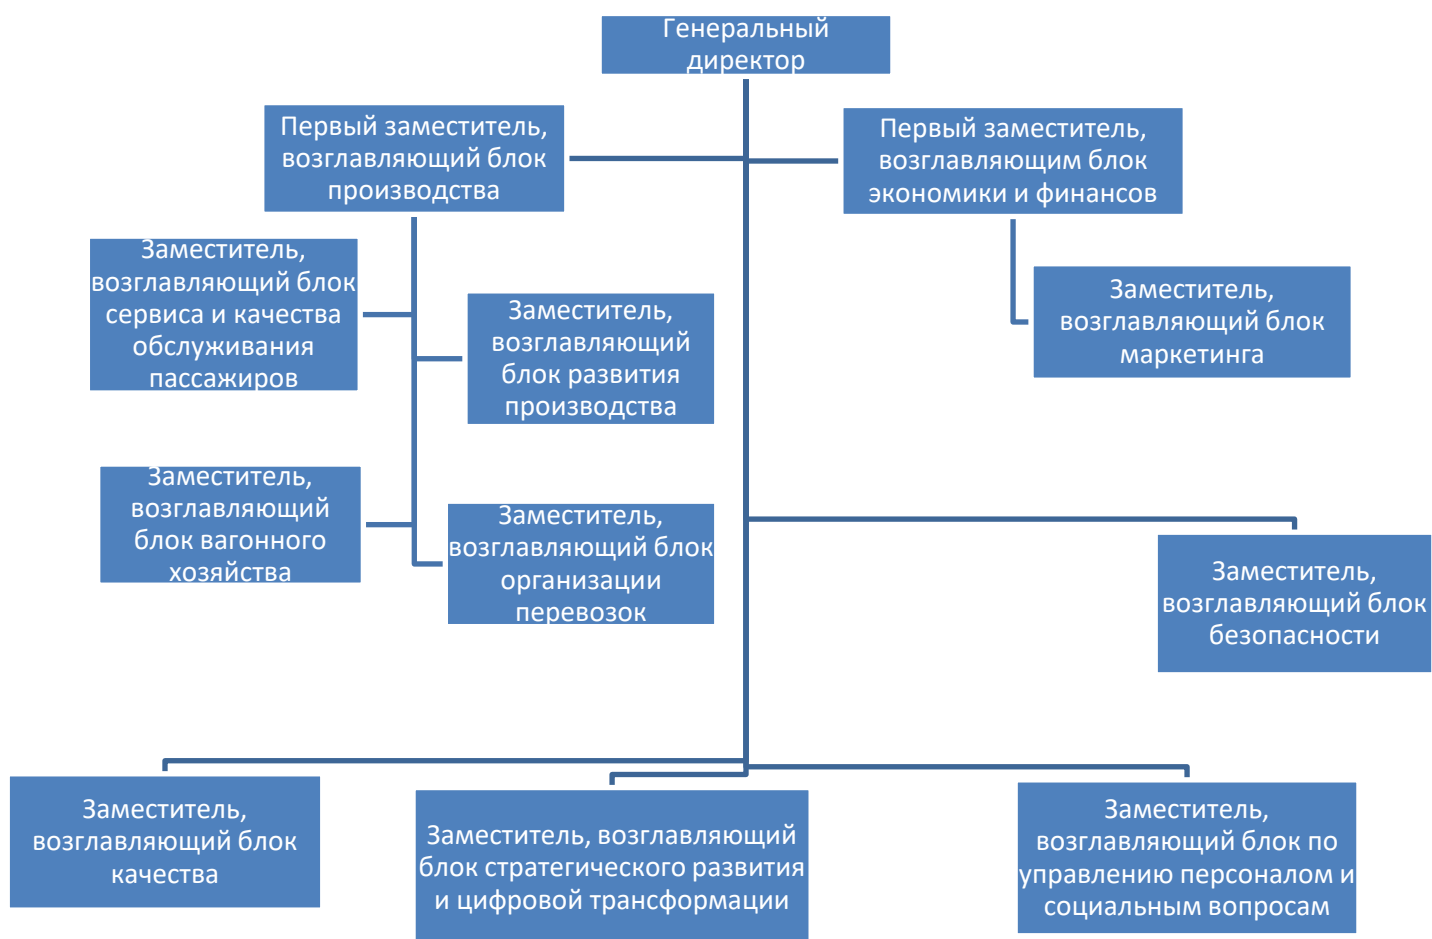 Генеральный
директор
Первый заместитель,
возглавляющий блок
производства
Первый заместитель,
возглавляющим блок
экономики и финансов
Заместитель,
возглавляющий блок
сервиса и качества
обслуживания
пассажиров
Заместитель,
возглавляющий
блок развития
производства
Заместитель,
возглавляющий блок
маркетинга
Заместитель,
возглавляющий
блок вагонного
хозяйства
Заместитель,
возглавляющий блок
организации
перевозок
Заместитель,
возглавляющий блок
безопасности
Заместитель,
возглавляющий блок
качества
Заместитель, возглавляющий
блок стратегического развития
и цифровой трансформации
Заместитель,
возглавляющий блок по
управлению персоналом и
социальным вопросам